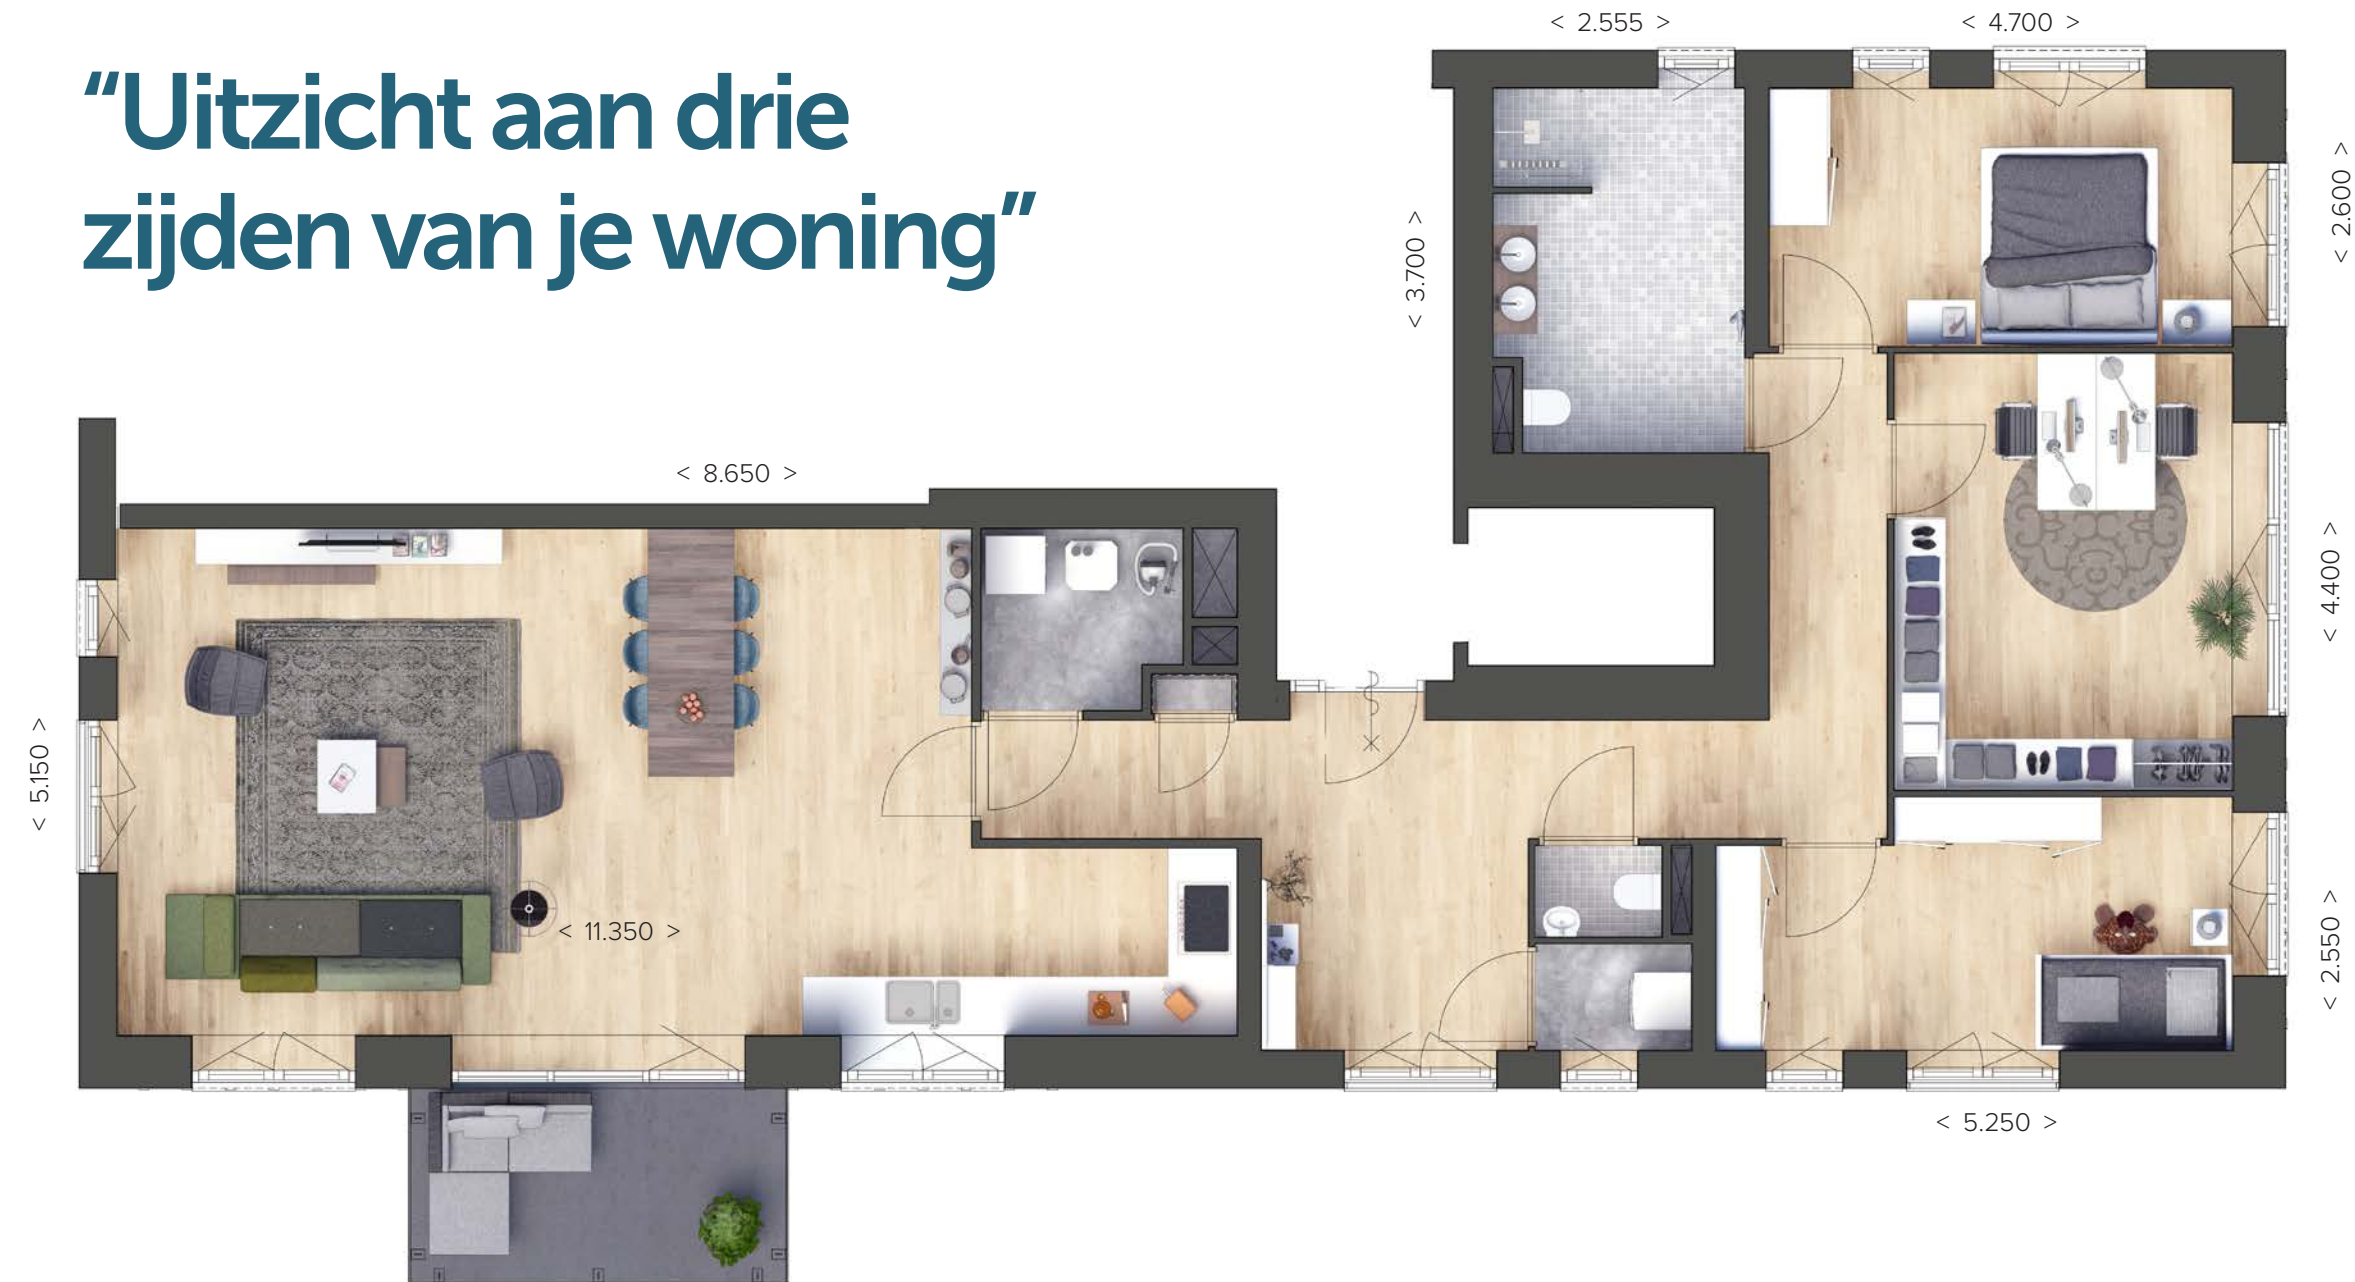 “Uitzicht aan drie
zijden van je woning”
< 2.555 >
< 4.700 >
< 2.600 >
< 3.700 >
< 8.650 >
< 4.400 >
< 5.150 >
< 11.350 >
< 2.550 >
< 5.250 >